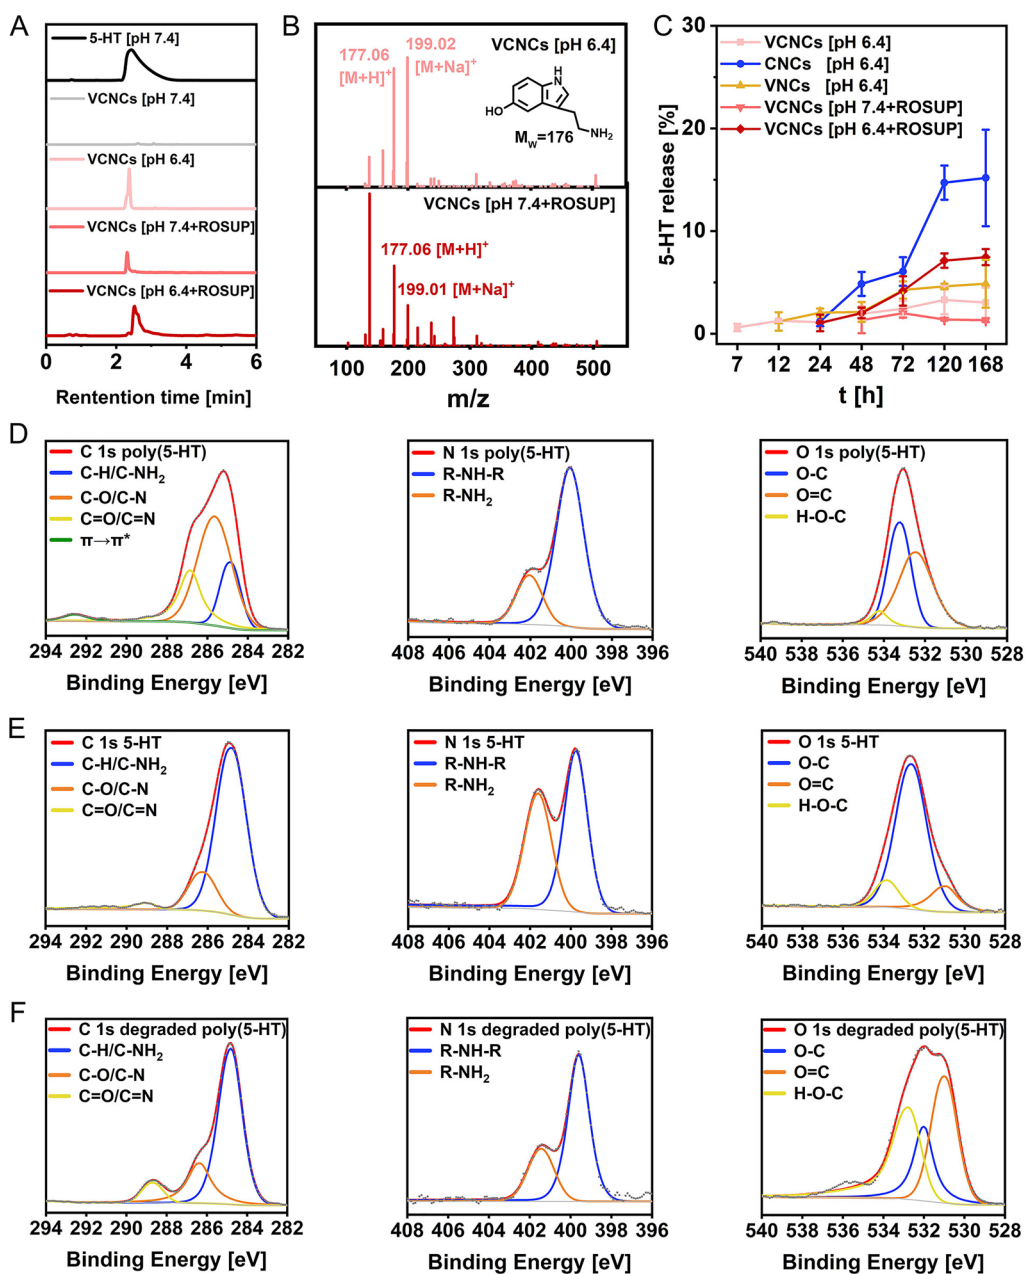 A
5-HT [pH 7.4]
VCNCs [pH 7.4]
VCNCs [pH 6.4]
VCNCs [pH 7.4+ROSUP]
VCNCs [pH 6.4+ROSUP]
0 2 4 6
Rentention time [min]
B
VCNCs [pH 6.4]
177.06
[M+H]+
199.02
[M+Na]+
H
N
HO
NH2
MW=176
VCNCs [pH 7.4+ROSUP]
177.06 [M+H]+
199.01 [M+Na]+
100 200 300 400 500
m/z
C
5-HT release [%]
30
20
10
0
VCNCs [pH 6.4]
CNCs [pH 6.4]
VNCs [pH 6.4]
VCNCs [pH 7.4+ROSUP]
VCNCs [pH 6.4+ROSUP]
7 12 24 48 72 120 168
t [h]
D
C 1s poly(5-HT)
C-H/C-NH2
C-O/C-N
C=O/C=N
π→π*
294 292 290 288 286 284 282
Binding Energy [eV]
N 1s poly(5-HT)
R-NH-R
R-NH2
408 406 404 402 400 398 396
Binding Energy [eV]
O 1s poly(5-HT)
O-C
O=C
H-O-C
540 538 536 534 532 530 528
Binding Energy [eV]
E
C 1s 5-HT
C-H/C-NH2
C-O/C-N
C=O/C=N
294 292 290 288 286 284 282
Binding Energy [eV]
N 1s 5-HT
R-NH-R
R-NH2
408 406 404 402 400 398 396
Binding Energy [eV]
O 1s 5-HT
O-C
O=C
H-O-C
540 538 536 534 532 530 528
Binding Energy [eV]
F
C 1s degraded poly(5-HT)
C-H/C-NH2
C-O/C-N
C=O/C=N
294 292 290 288 286 284 282
Binding Energy [eV]
N 1s degraded poly(5-HT)
R-NH-R
R-NH2
408 406 404 402 400 398 396
Binding Energy [eV]
O 1s degraded poly(5-HT)
O-C
O=C
H-O-C
540 538 536 534 532 530 528
Binding Energy [eV]